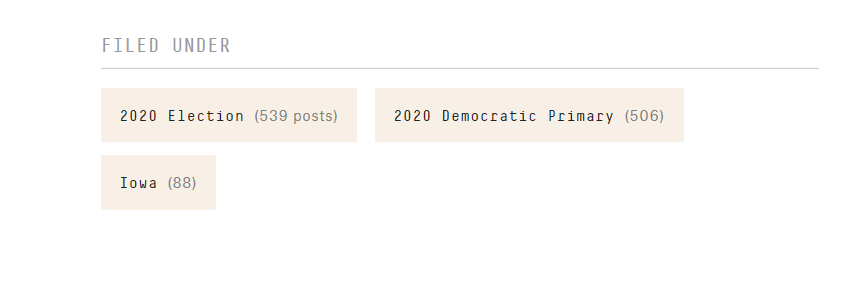 FILED UNDER
2020 Election (539 posts) 2020 Democratic Primary (506)
Iowa (88)